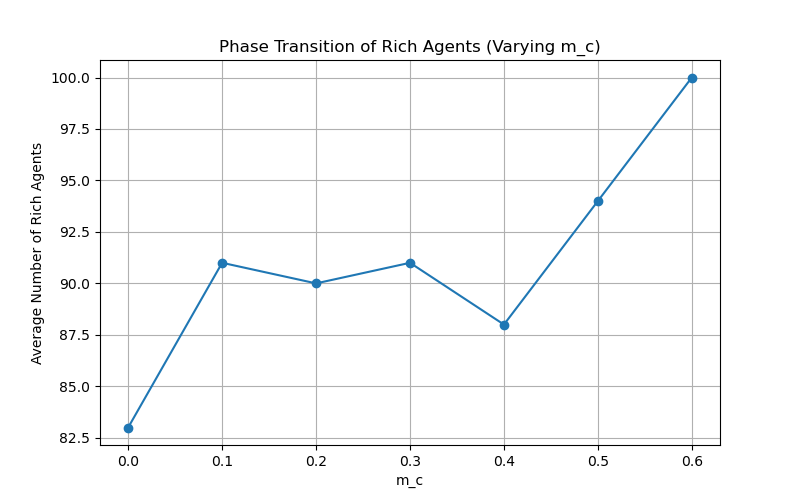 Phase Transition of Rich Agents (Varying m_c)
Average Number of Rich Agents
100.0
97.5
95.0
92.5
90.0
87.5
85.0
82.5
0.0 0.1 0.2 0.3 0.4 0.5 0.6
m_c